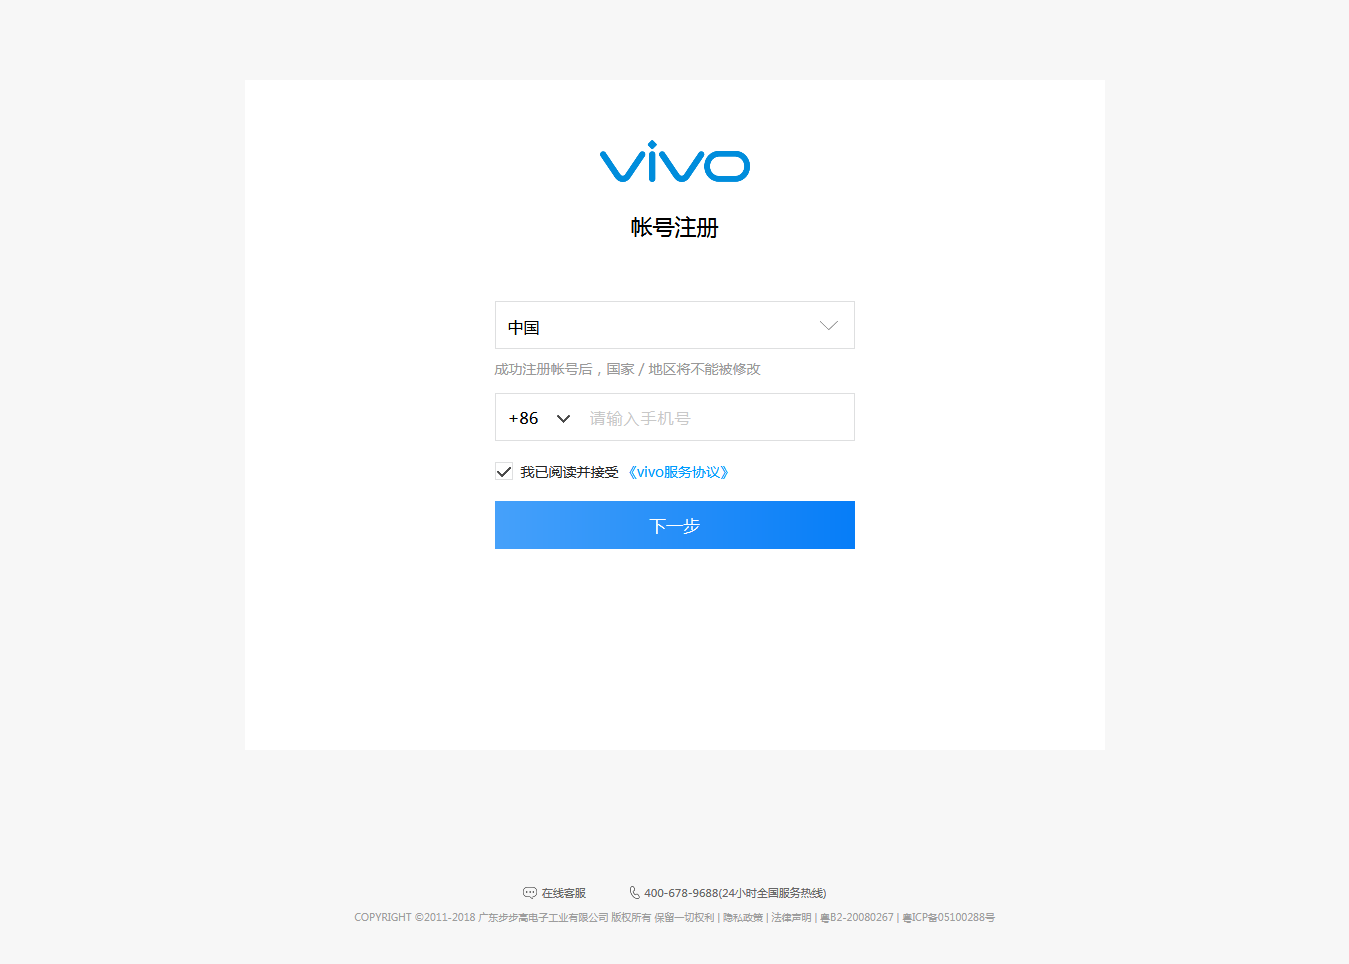 vivo
帐号注册
中国
成功注册帐号后，国家 / 地区将不能被修改
+86 请输入手机号
我已阅读并接受 《vivo服务协议》
下一步
在线客服 400-678-9688(24小时全国服务热线)
COPYRIGHT ©2011-2018 广东步步高电子工业有限公司 版权所有 保留一切权利 | 隐私政策 | 法律声明 | 粤B2-20080267 | 粤ICP备05100288号